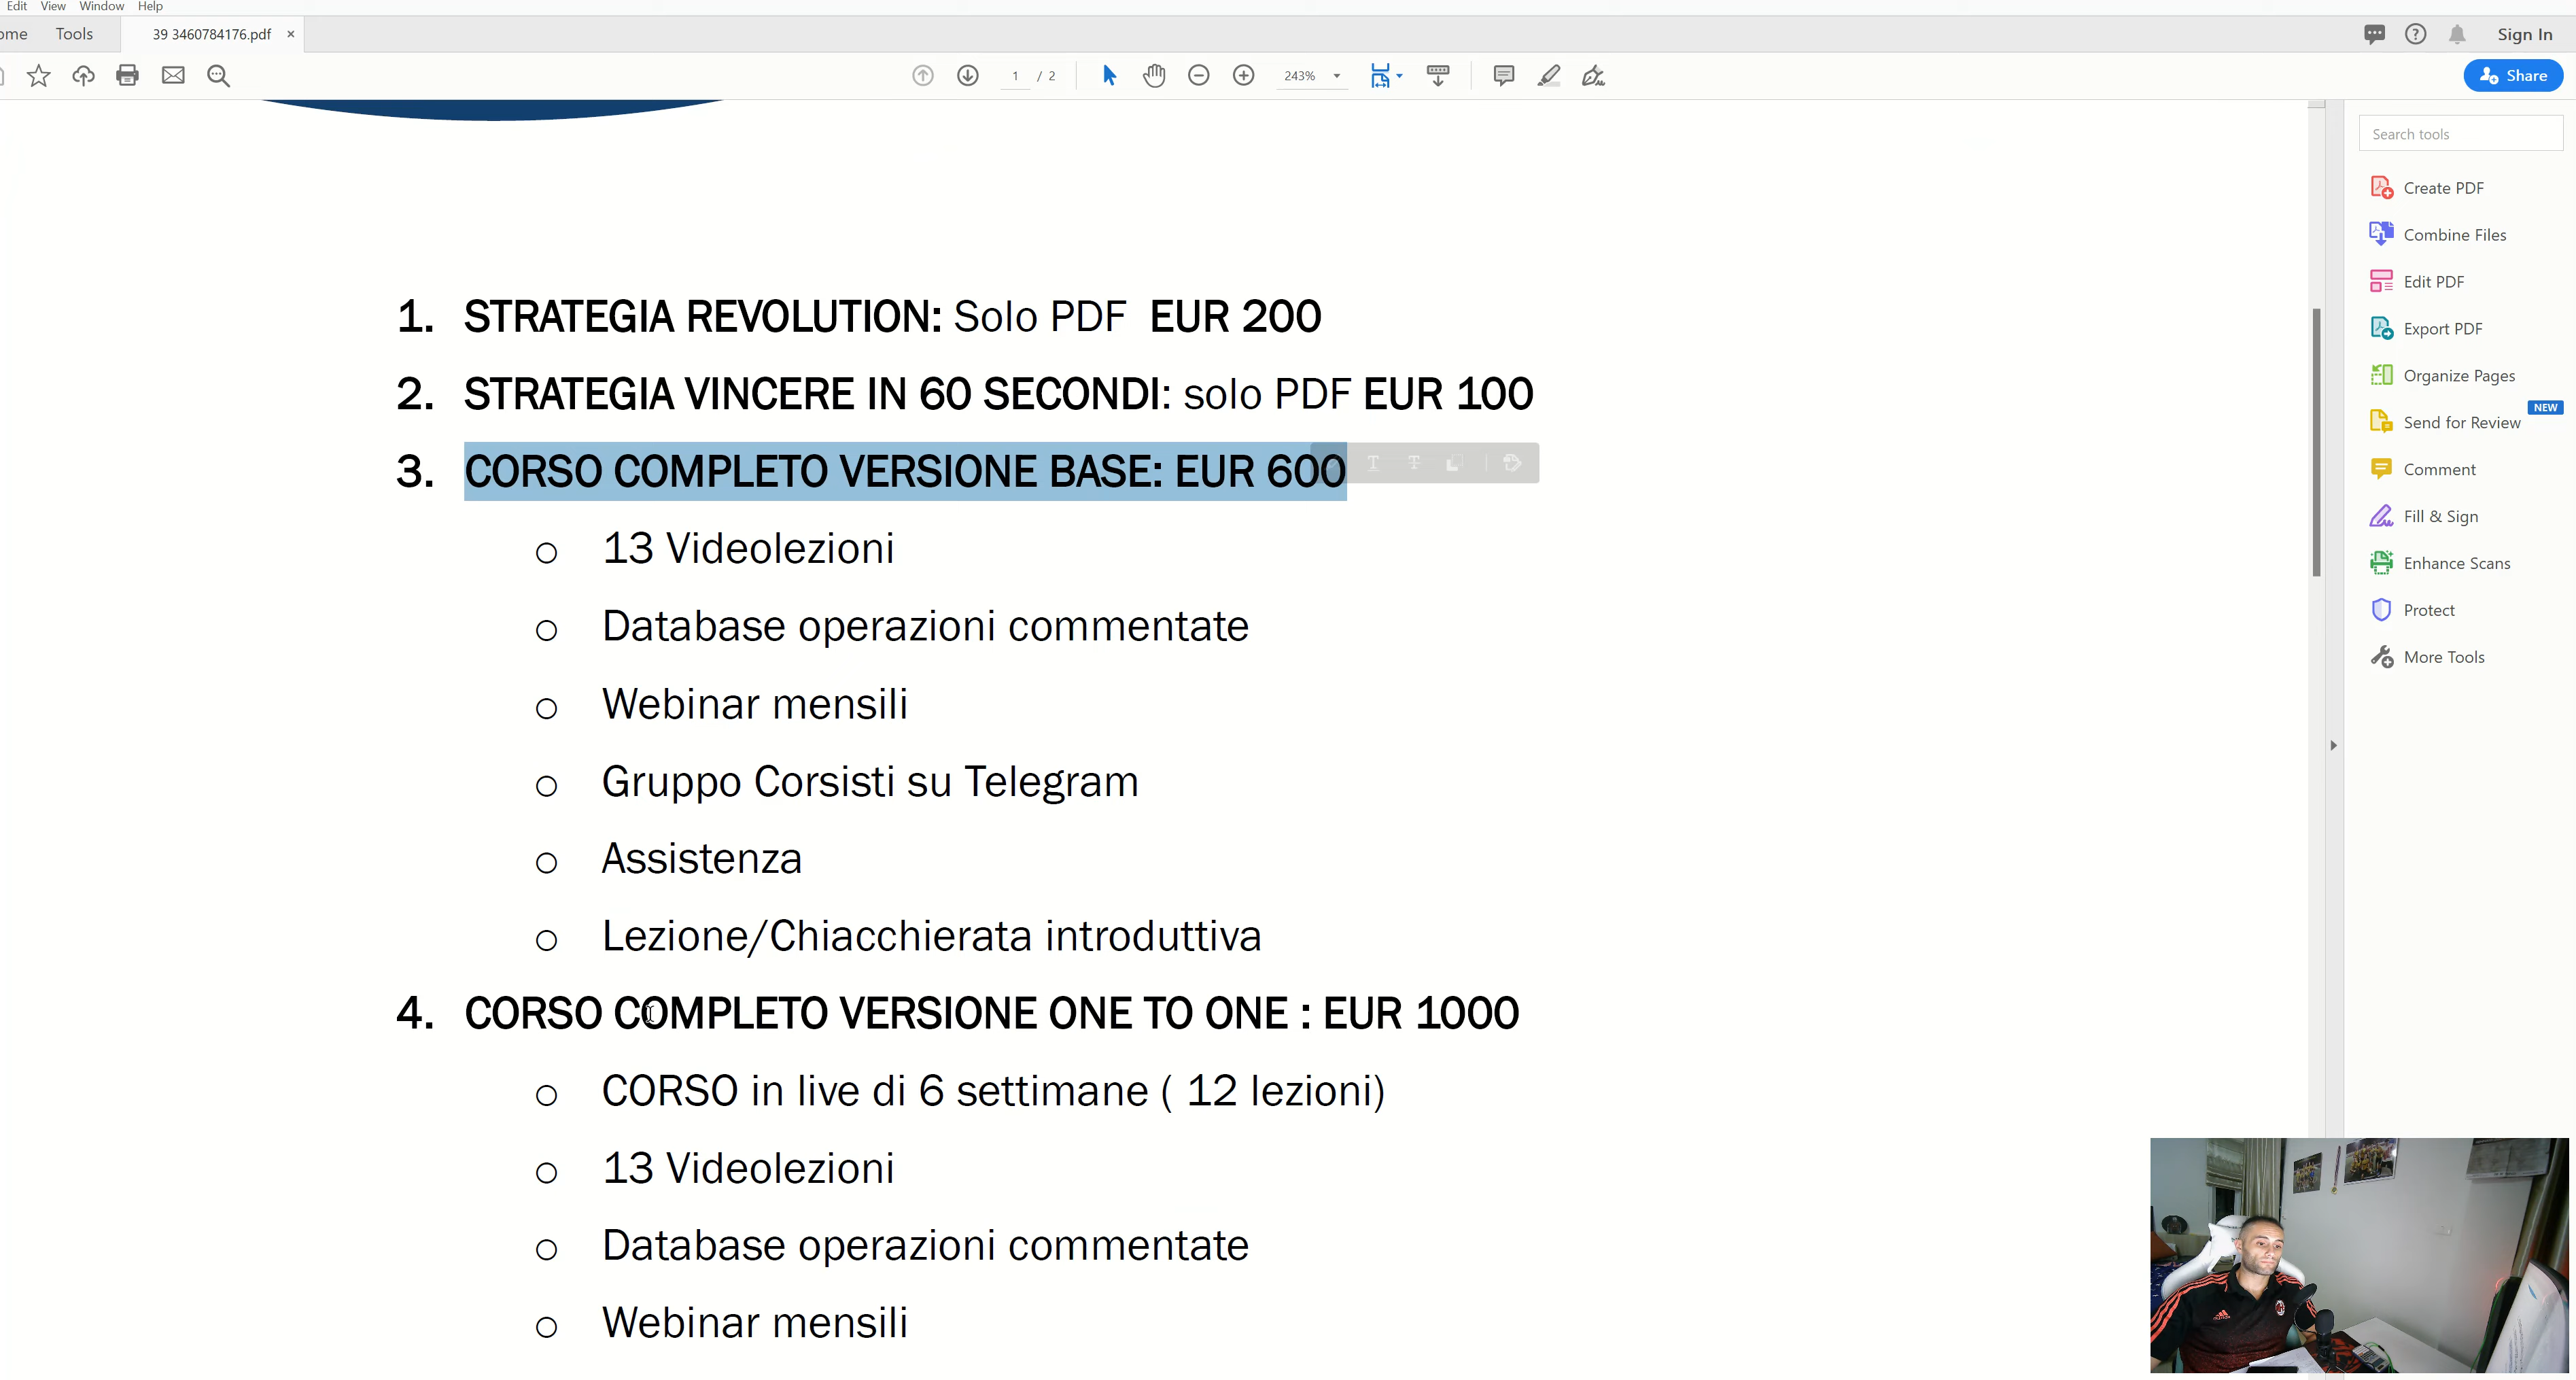 Edit View Window Help
ome Tools 39 3460784176.pdf ×
Sign In
1 / 2 243%
Share
Search tools
Create PDF
Combine Files
Edit PDF
Export PDF
Organize Pages
NEW
Send for Review
Comment
Fill & Sign
Enhance Scans
Protect
More Tools
1. STRATEGIA REVOLUTION: Solo PDF EUR 200
2. STRATEGIA VINCERE IN 60 SECONDI: solo PDF EUR 100
3. CORSO COMPLETO VERSIONE BASE: EUR 600
o 13 Videolezioni
o Database operazioni commentate
o Webinar mensili
o Gruppo Corsisti su Telegram
o Assistenza
o Lezione/Chiacchierata introduttiva
4. CORSO COMPLETO VERSIONE ONE TO ONE : EUR 1000
o CORSO in live di 6 settimane ( 12 lezioni)
o 13 Videolezioni
o Database operazioni commentate
o Webinar mensili